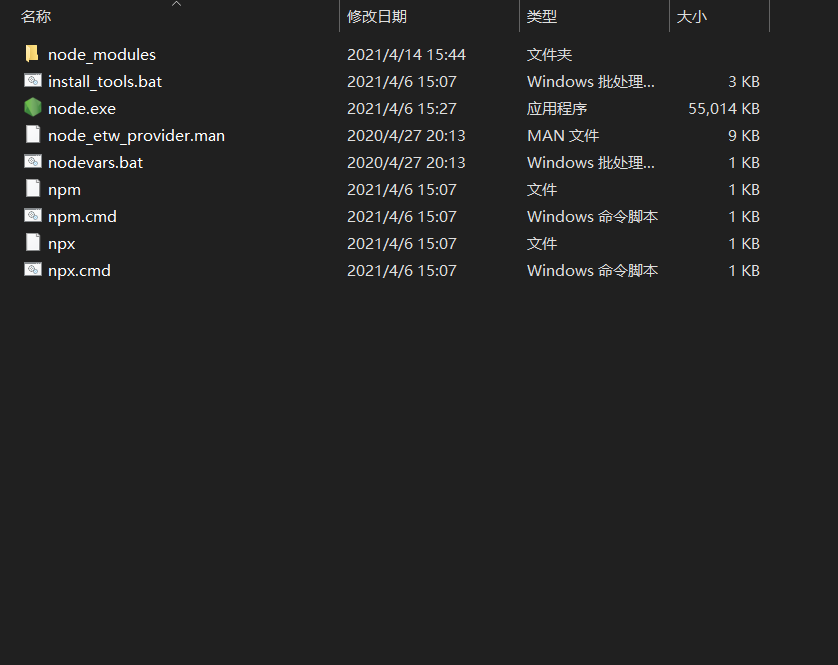 名称 修改日期 类型 大小
node_modules 2021/4/14 15:44 文件夹
install_tools.bat 2021/4/6 15:07 Windows 批处理... 3 KB
node.exe 2021/4/6 15:27 应用程序 55,014 KB
node_etw_provider.man 2020/4/27 20:13 MAN 文件 9 KB
nodevars.bat 2020/4/27 20:13 Windows 批处理... 1 KB
npm 2021/4/6 15:07 文件 1 KB
npm.cmd 2021/4/6 15:07 Windows 命令脚本 1 KB
npx 2021/4/6 15:07 文件 1 KB
npx.cmd 2021/4/6 15:07 Windows 命令脚本 1 KB